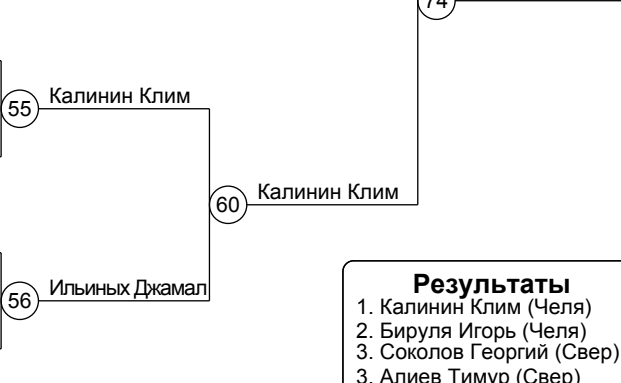 74
Калинин Клим
55
Калинин Клим
60
Ильиных Джамал
56
Результаты
1. Калинин Клим (Челя)
2. Бируля Игорь (Челя)
3. Соколов Георгий (Свер)
3. Алиев Тимур (Свер)